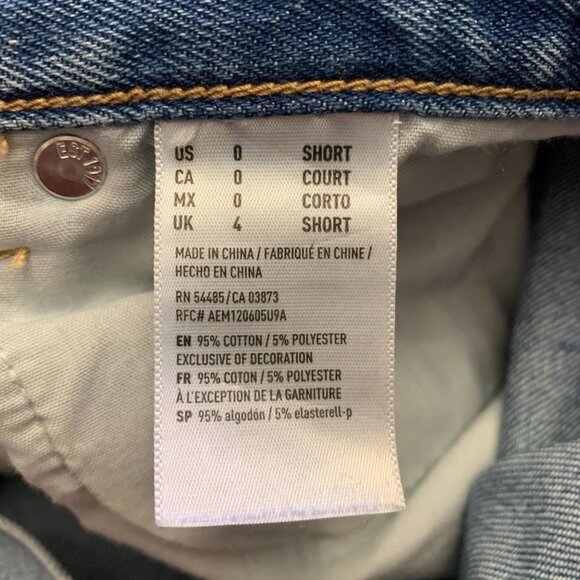 EST 197
US 0 SHORT
CA 0 COURT
MX 0 CORTO
UK 4 SHORT
MADE IN CHINA / FABRIQUÉ EN CHINE /
HECHO EN CHINA
RN 54485/CA 03873
RFC# AEM120605U9A
EN 95% COTTON / 5% POLYESTER
EXCLUSIVE OF DECORATION
FR 95% COTON / 5% POLYESTER
À L'EXCEPTION DE LA GARNITURE
SP 95% algodón / 5% elasterell-p